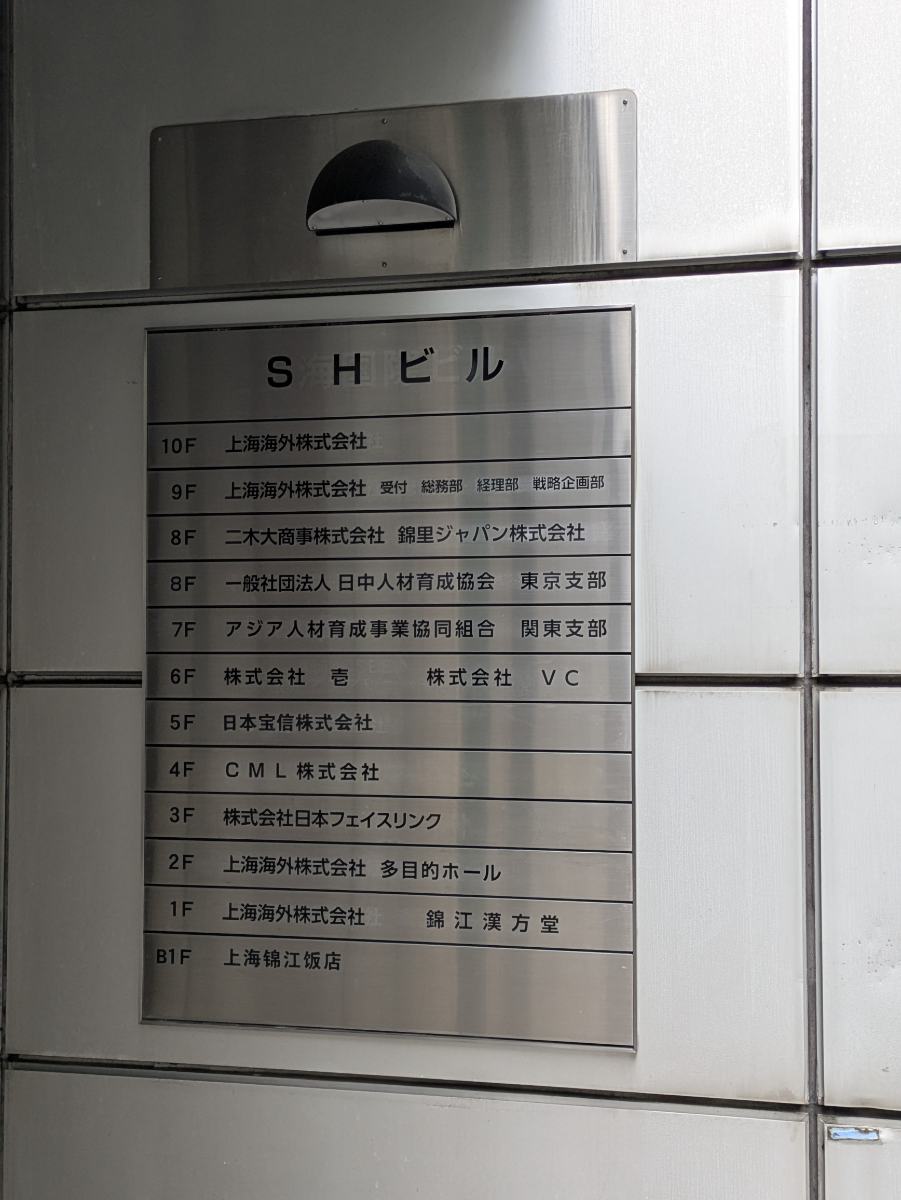 SHビル
10F 上海海外株式会社
9F 上海海外株式会社 受付 総務部 経理部 戦略企画部
8F 二木大商事株式会社 錦里ジャパン株式会社
8F 一般社団法人 日中人材育成協会 東京支部
7F アジア人材育成事業協同組合 関東支部
6F 株式会社 壱 株式会社 VC
5F 日本宝信株式会社
4F CML株式会社
3F 株式会社日本フェイスリンク
2F 上海海外株式会社 多目的ホール
1F 上海海外株式会社 錦江漢方堂
B1F 上海锦江饭店